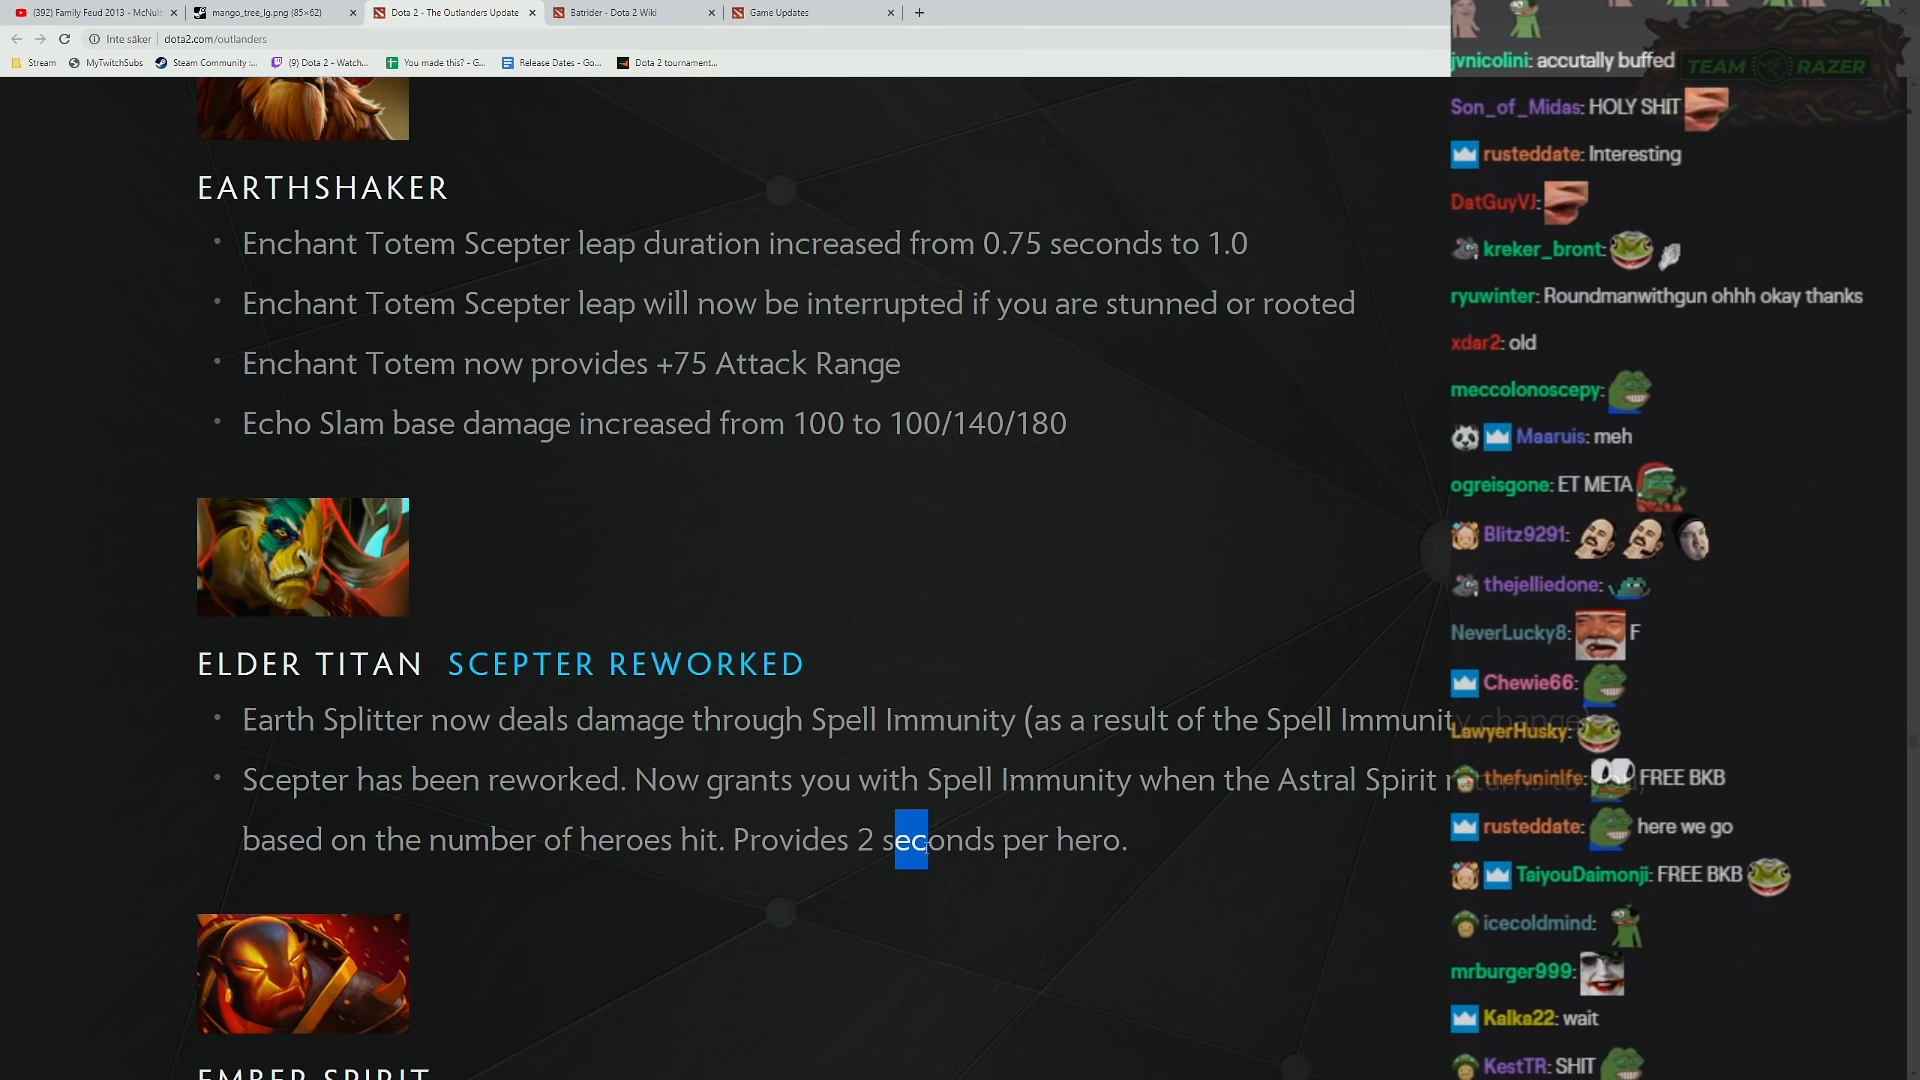 (392) Family Feud 2013 - McNult
mango_tree_lg.png (85×62)
Dota 2 - The Outlanders Update
Batrider - Dota 2 Wiki
Game Updates
Inte säker
dota2.com/outlanders
Stream
MyTwitchSubs
Steam Community :...
(9) Dota 2 - Watch...
You made this? - G...
Release Dates - Go...
Dota 2 tournament...
TEAM RAZER
EARTHSHAKER
• Enchant Totem Scepter leap duration increased from 0.75 seconds to 1.0
• Enchant Totem Scepter leap will now be interrupted if you are stunned or rooted
• Enchant Totem now provides +75 Attack Range
• Echo Slam base damage increased from 100 to 100/140/180
ELDER TITAN SCEPTER REWORKED
• Earth Splitter now deals damage through Spell Immunity (as a result of the Spell Immunity change)
• Scepter has been reworked. Now grants you with Spell Immunity when the Astral Spirit returns to you,
based on the number of heroes hit. Provides 2 seconds per hero.
EMBER SPIRIT
jvnicolini: accutally buffed
Son_of_Midas: HOLY SHIT
rusteddate: Interesting
DatGuyVJ:
kreker_bront:
ryuwinter: Roundmanwithgun ohhh okay thanks
xdar2: old
meccolonoscepy:
Maaruis: meh
ogreisgone: ET META
Blitz9291:
thejelliedone:
NeverLucky8: F
Chewie66:
LawyerHusky:
thefuninlfe: FREE BKB
rusteddate: here we go
TaiyouDaimonji: FREE BKB
icecoldmind:
mrburger999:
Kalka22: wait
KestTR: SHIT